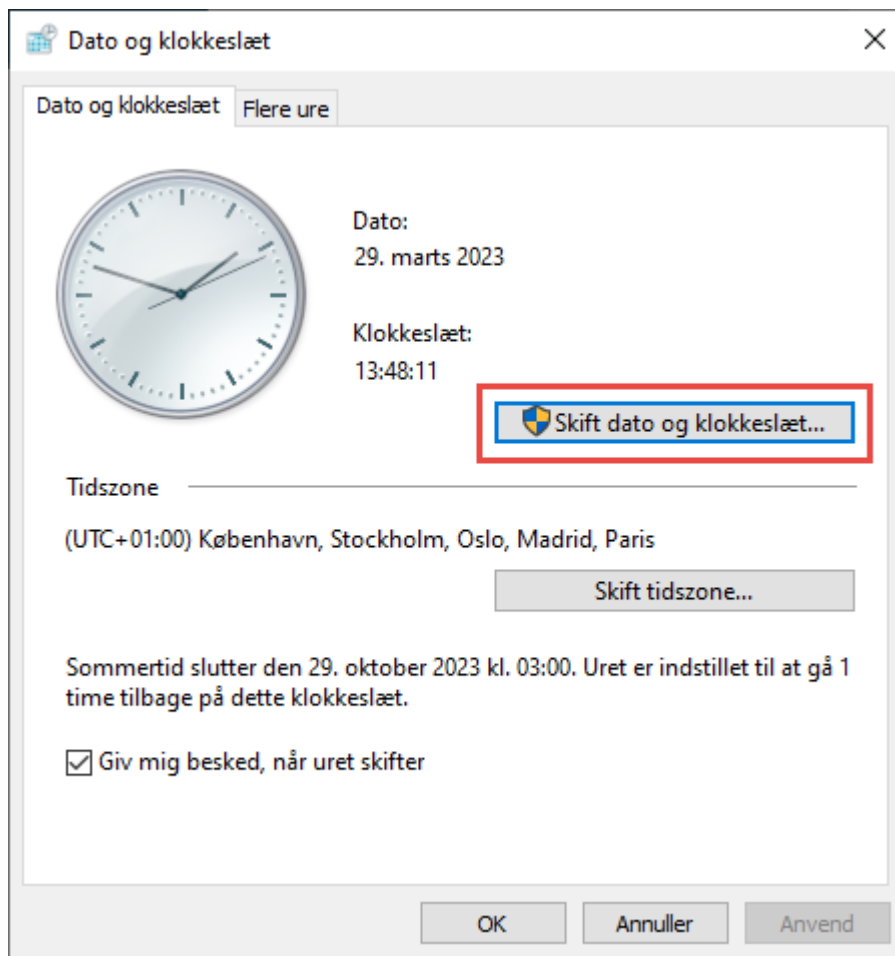 Dato og klokkeslæt
Dato og klokkeslæt
Flere ure
Dato:
29. marts 2023
Klokkeslæt:
13:48:11
Skift dato og klokkeslæt...
Tidszone
(UTC+01:00) København, Stockholm, Oslo, Madrid, Paris
Skift tidszone...
Sommertid slutter den 29. oktober 2023 kl. 03:00. Uret er indstillet til at gå 1
time tilbage på dette klokkeslæt.
Giv mig besked, når uret skifter
OK
Annuller
Anvend